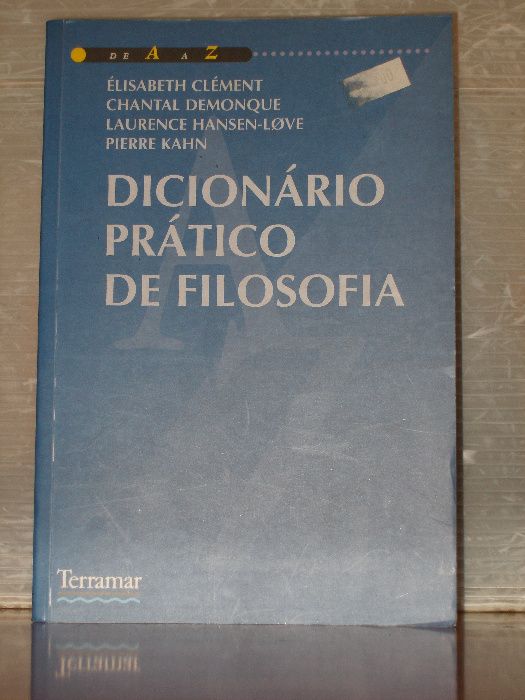 DE A A Z
ÉLISABETH CLÉMENT
CHANTAL DEMONQUE
LAURENCE HANSEN-LØVE
PIERRE KAHN
DICIONÁRIO
PRÁTICO
DE FILOSOFIA
Terramar